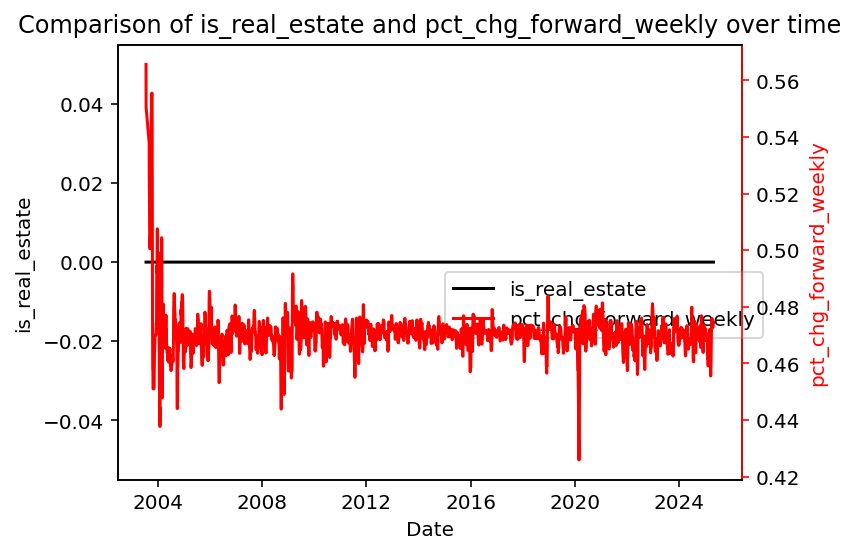 Comparison of is_real_estate and pct_chg_forward_weekly over time
0.04
0.02
0.00
−0.02
−0.04
is_real_estate
0.56
0.54
0.52
0.50
0.48
0.46
0.44
0.42
pct_chg_forward_weekly
is_real_estate
pct_chg_forward_weekly
2004 2008 2012 2016 2020 2024
Date